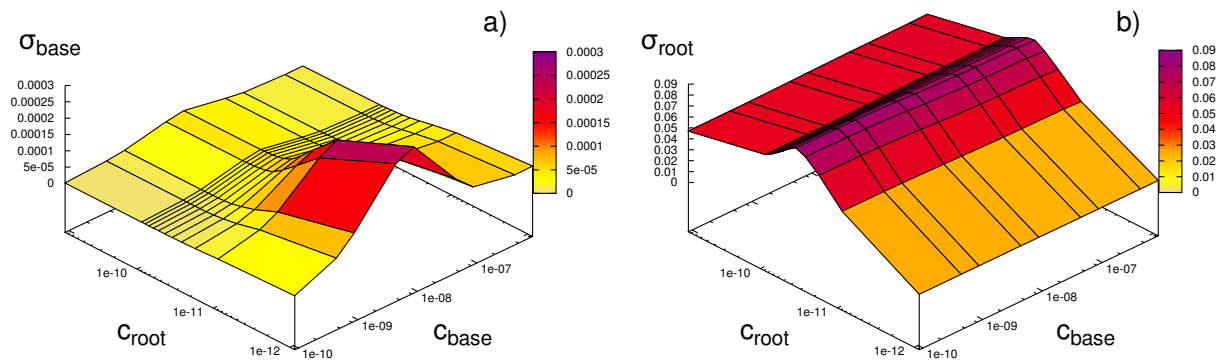 a)
σbase
0.0003
0.00025
0.0002
0.00015
0.0001
5e-05
0
0.0003
0.00025
0.0002
0.00015
0.0001
5e-05
0
1e-10
1e-11
1e-12
croot
1e-10
1e-09
1e-08
1e-07
cbase
b)
σroot
0.09
0.08
0.07
0.06
0.05
0.04
0.03
0.02
0.01
0
0.09
0.08
0.07
0.06
0.05
0.04
0.03
0.02
0.01
0
1e-10
1e-11
1e-12
croot
1e-10
1e-09
1e-08
1e-07
cbase